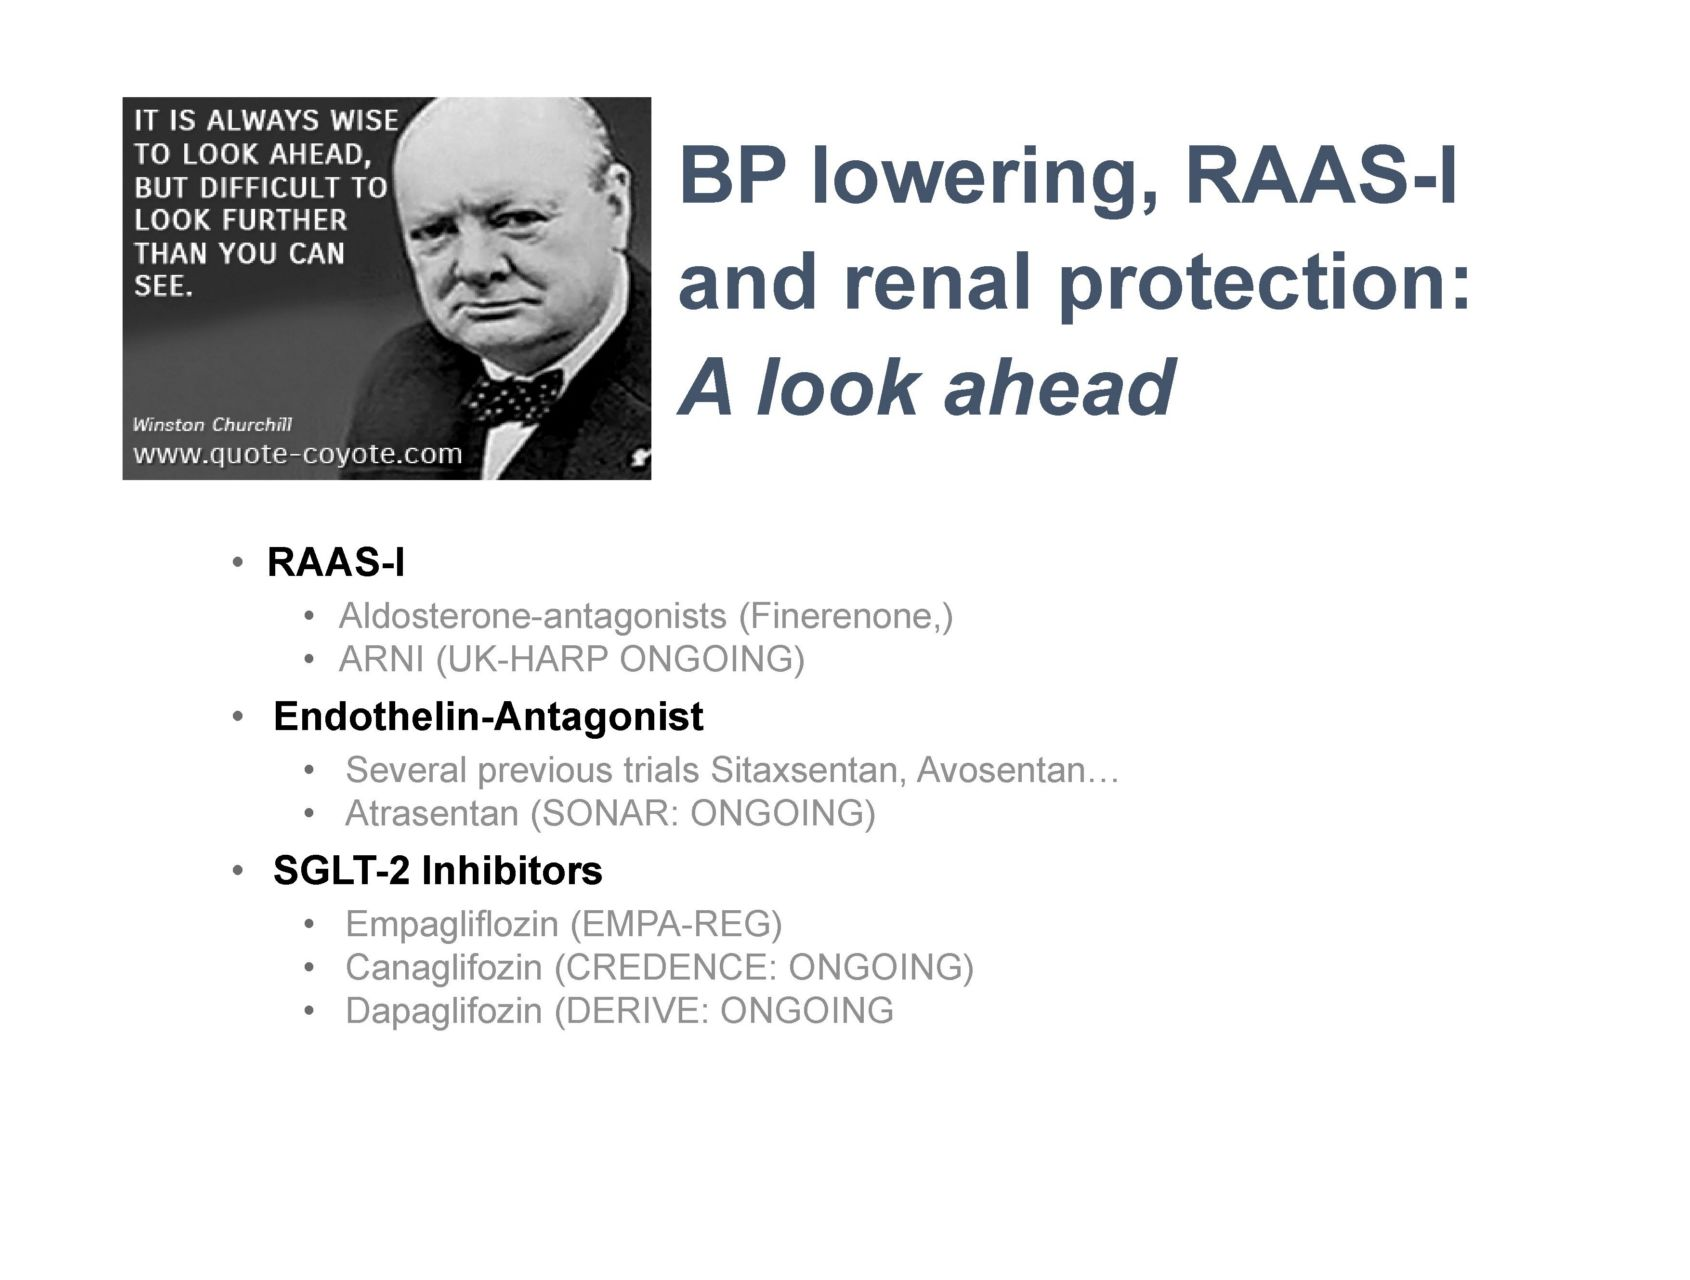 IT IS ALWAYS WISE
TO LOOK AHEAD,
BUT DIFFICULT TO
LOOK FURTHER
THAN YOU CAN
SEE.
Winston Churchill
www.quote-coyote.com
BP lowering, RAAS-I
and renal protection:
A look ahead
• RAAS-I
• Aldosterone-antagonists (Finerenone,)
• ARNI (UK-HARP ONGOING)
• Endothelin-Antagonist
• Several previous trials Sitaxsentan, Avosentan…
• Atrasentan (SONAR: ONGOING)
• SGLT-2 Inhibitors
• Empagliflozin (EMPA-REG)
• Canaglifozin (CREDENCE: ONGOING)
• Dapaglifozin (DERIVE: ONGOING